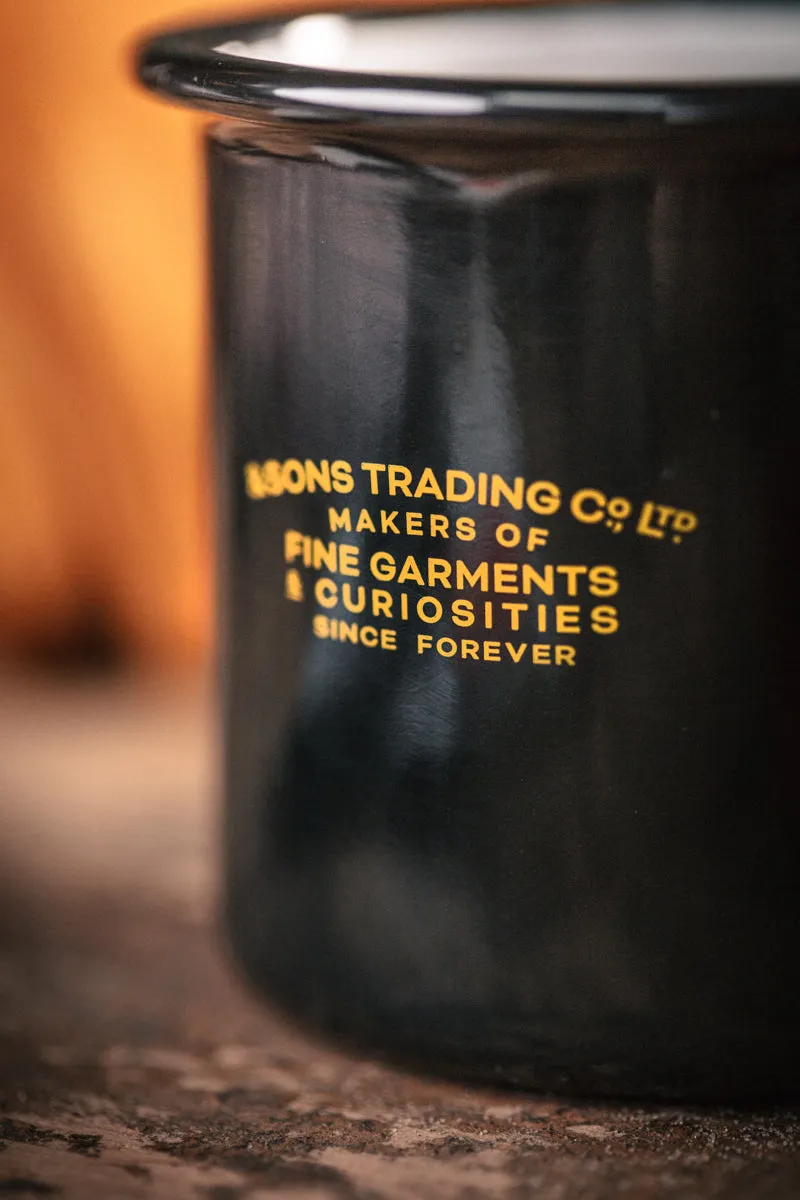 &SONS TRADING CO. LTD.
MAKERS OF
FINE GARMENTS
& CURIOSITIES
SINCE FOREVER